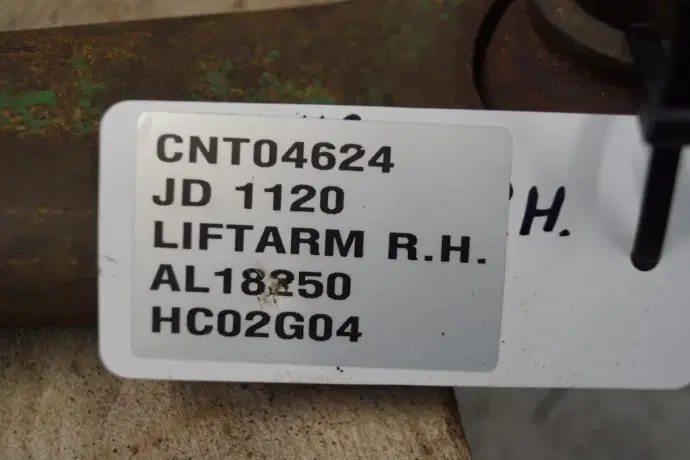 CNT04624
JD 1120
LIFTARM R.H.
AL18250
HC02G04